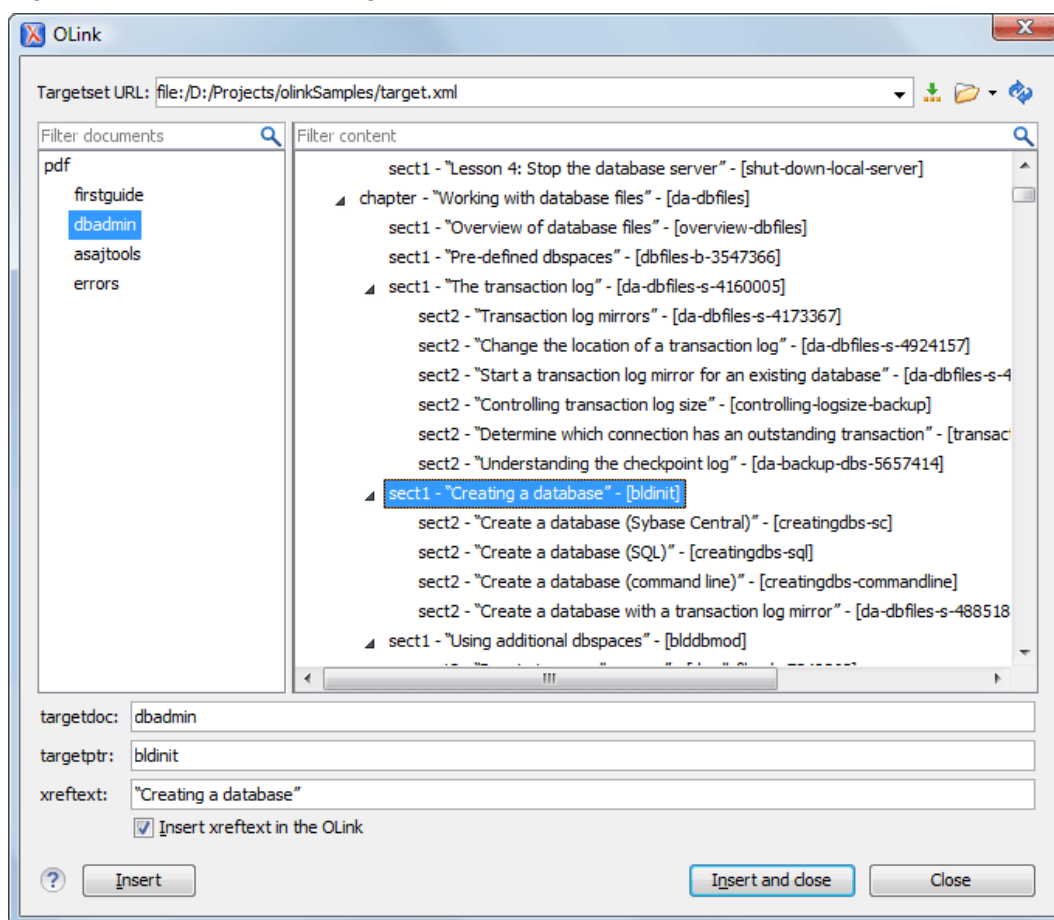 OLink
Targetset URL: file:/D:/Projects/olinkSamples/target.xml
Filter documents
Filter content
pdf
firstguide
dbadmin
asajtools
errors
sect1 - "Lesson 4: Stop the database server" - [shut-down-local-server]
chapter - "Working with database files" - [da-dbfiles]
sect1 - "Overview of database files" - [overview-dbfiles]
sect1 - "Pre-defined dbspaces" - [dbfiles-b-3547366]
sect1 - "The transaction log" - [da-dbfiles-s-4160005]
sect2 - "Transaction log mirrors" - [da-dbfiles-s-4173367]
sect2 - "Change the location of a transaction log" - [da-dbfiles-s-4924157]
sect2 - "Start a transaction log mirror for an existing database" - [da-dbfiles-s-4
sect2 - "Controlling transaction log size" - [controlling-logsize-backup]
sect2 - "Determine which connection has an outstanding transaction" - [transact
sect2 - "Understanding the checkpoint log" - [da-backup-dbs-5657414]
sect1 - "Creating a database" - [bldinit]
sect2 - "Create a database (Sybase Central)" - [creatingdbs-sc]
sect2 - "Create a database (SQL)" - [creatingdbs-sql]
sect2 - "Create a database (command line)" - [creatingdbs-commandline]
sect2 - "Create a database with a transaction log mirror" - [da-dbfiles-s-488518
sect1 - "Using additional dbspaces" - [blddbmod]
targetdoc: dbadmin
targetptr: bldinit
xreftext: "Creating a database"
Insert xreftext in the OLink
? Insert
Insert and close
Close